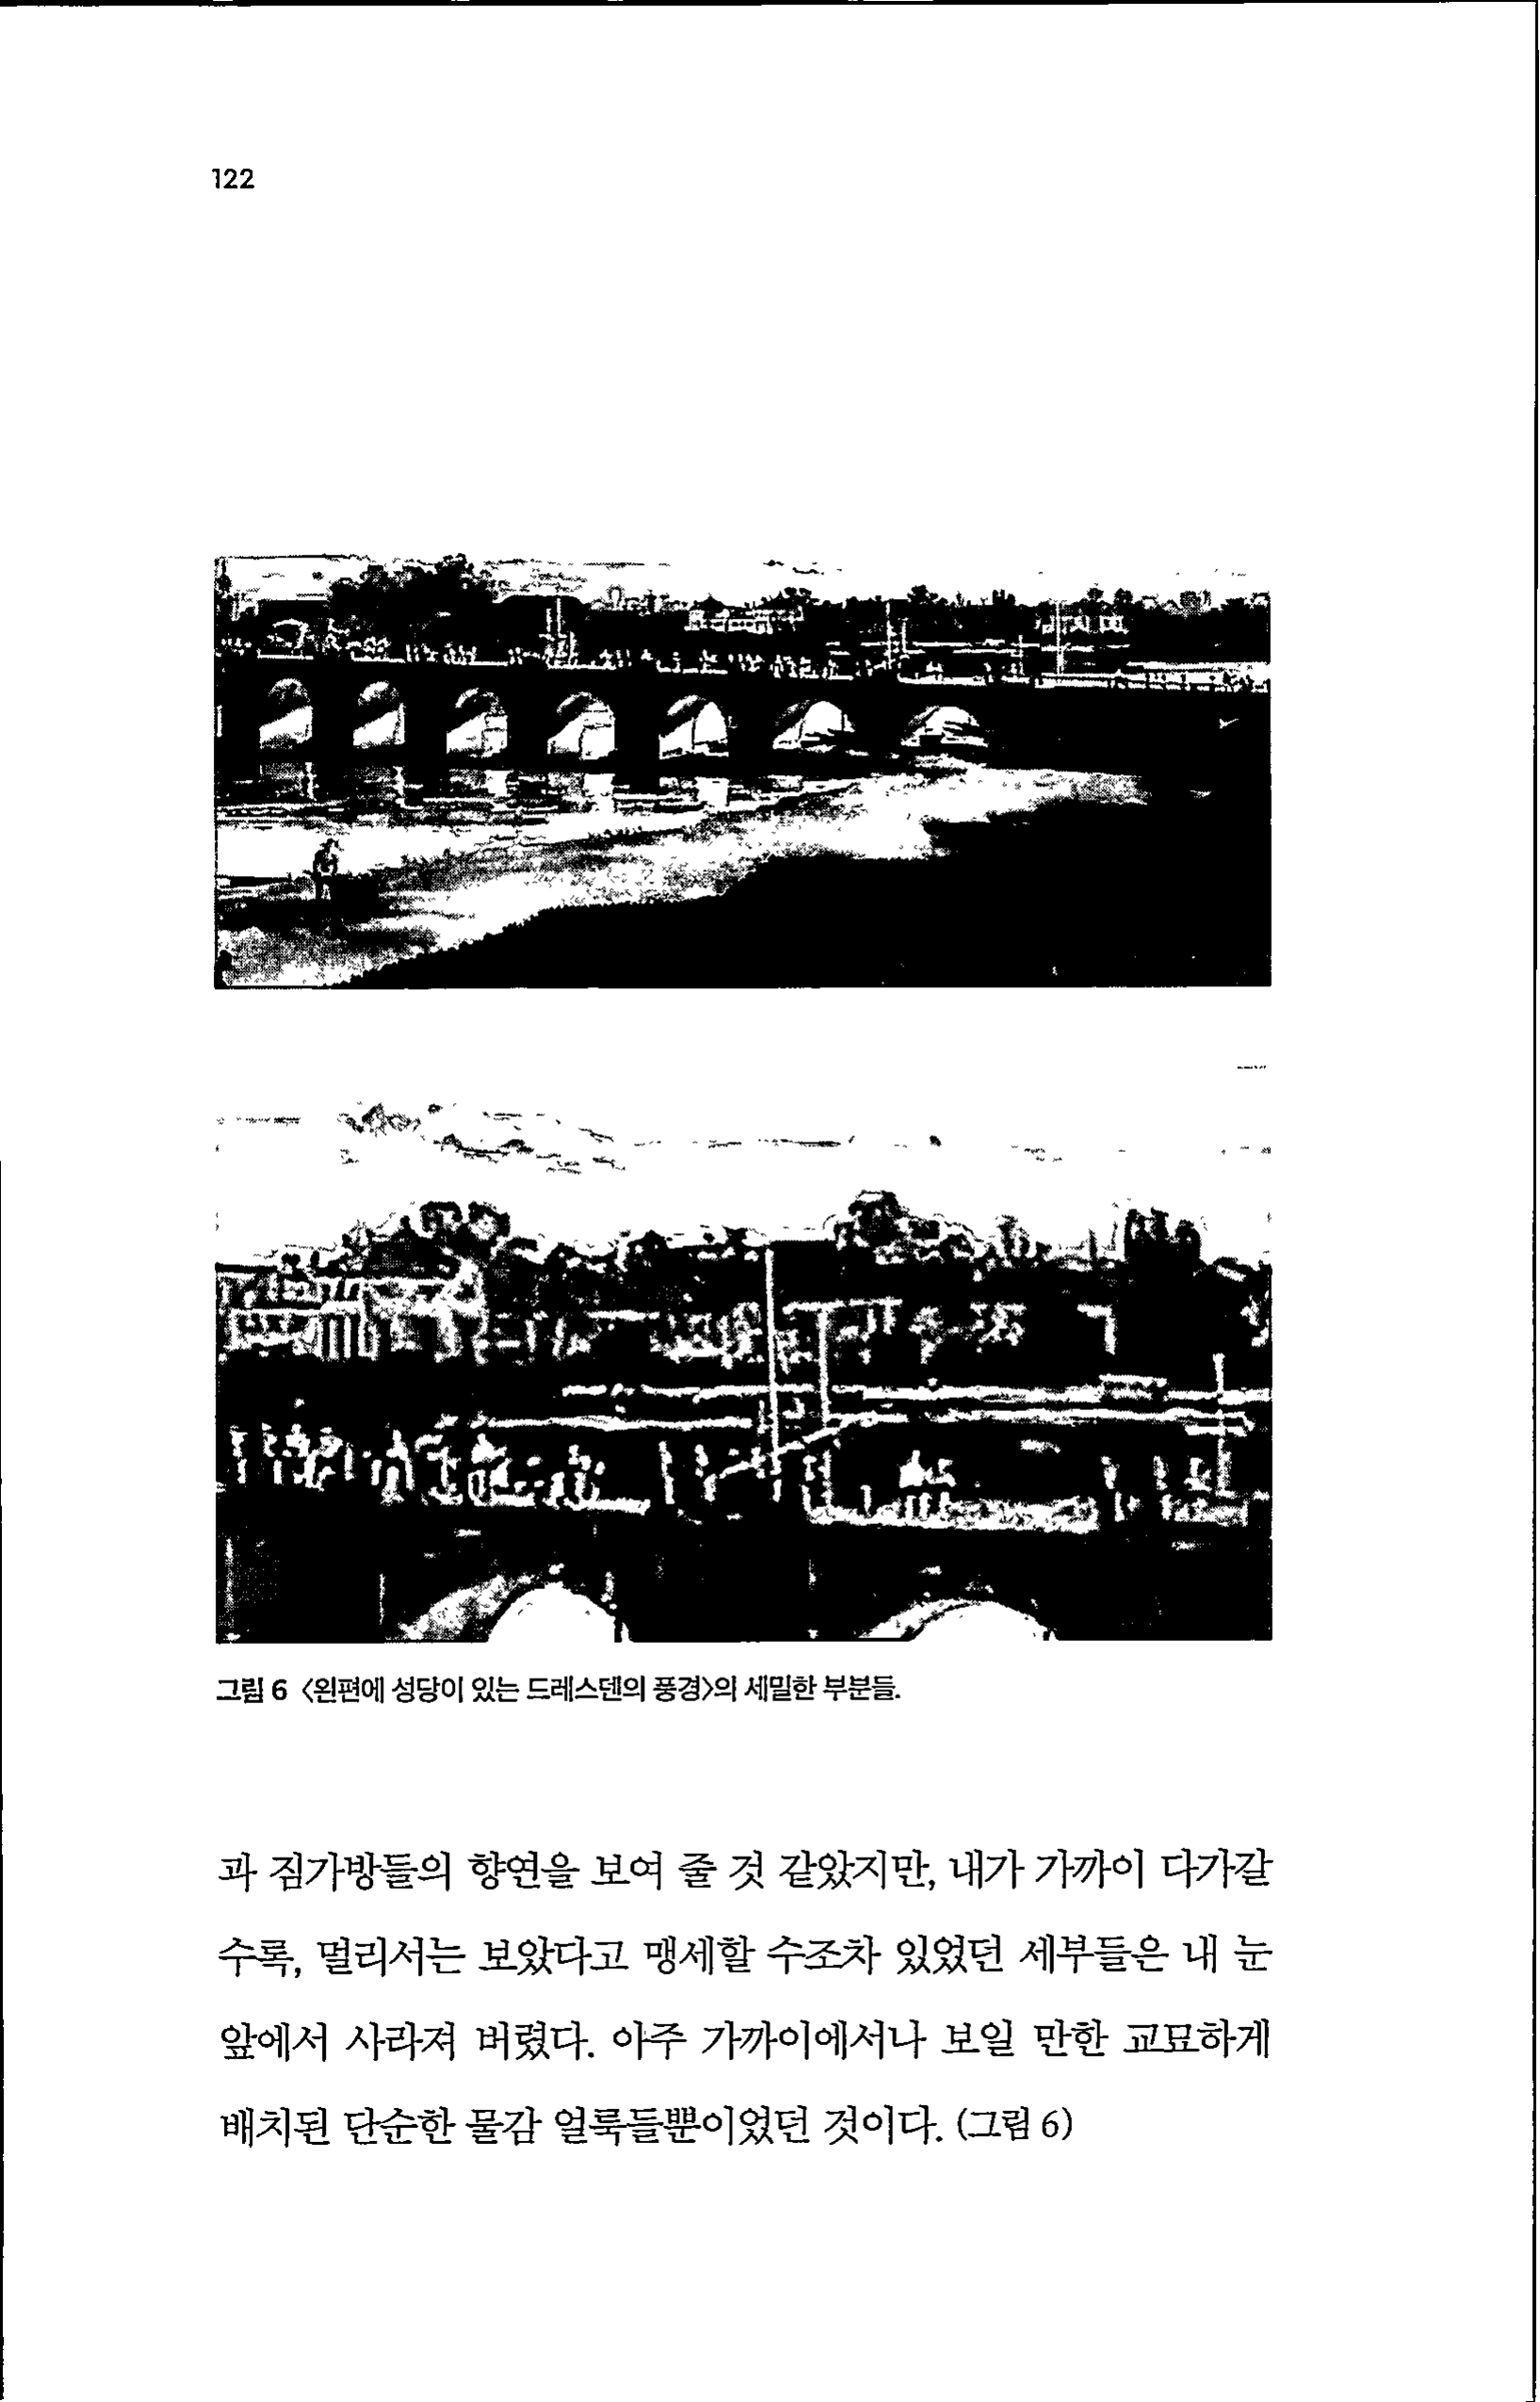 122
그림 6 〈왼편에 성당이 있는 드레스덴의 풍경〉의 세밀한 부분들.
과 짐가방들의 향연을 보여 줄 것 같았지만, 내가 가까이 다가갈
수록, 멀리서는 보았다고 맹세할 수조차 있었던 세부들은 내 눈
앞에서 사라져 버렸다. 아주 가까이에서나 보일 만한 교묘하게
배치된 단순한 물감 얼룩들뿐이었던 것이다. (그림 6)